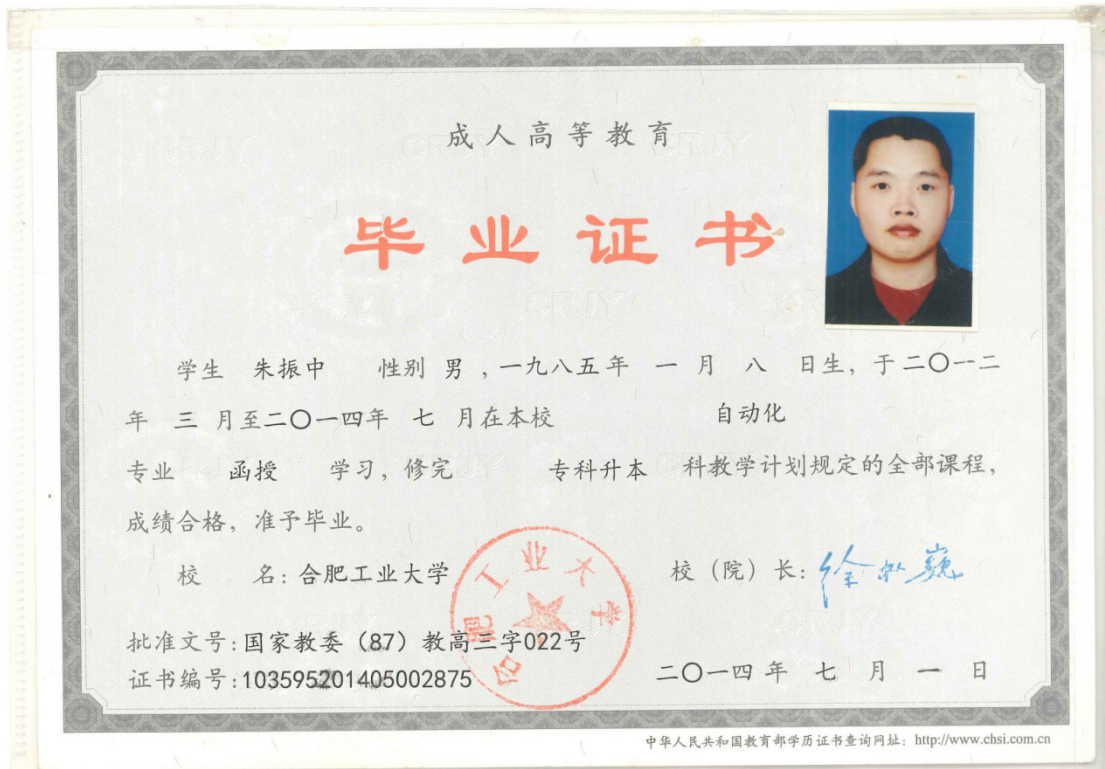 成人高等教育
毕业证书
学生 朱振中 性别 男 ,一九八五年 一 月 八 日生, 于二〇一二
年 三 月至二〇一四年 七 月在本校 自动化
专业 函授 学习, 修完 专科升本 科教学计划规定的全部课程,
成绩合格, 准予毕业。
校 名: 合肥工业大学
合肥工业大学
校 (院) 长:
批准文号: 国家教委 (87) 教高三字022号
证书编号: 103595201405002875
二〇一四年 七 月 一 日
中华人民共和国教育部学历证书查询网址: http://www.chsi.com.cn